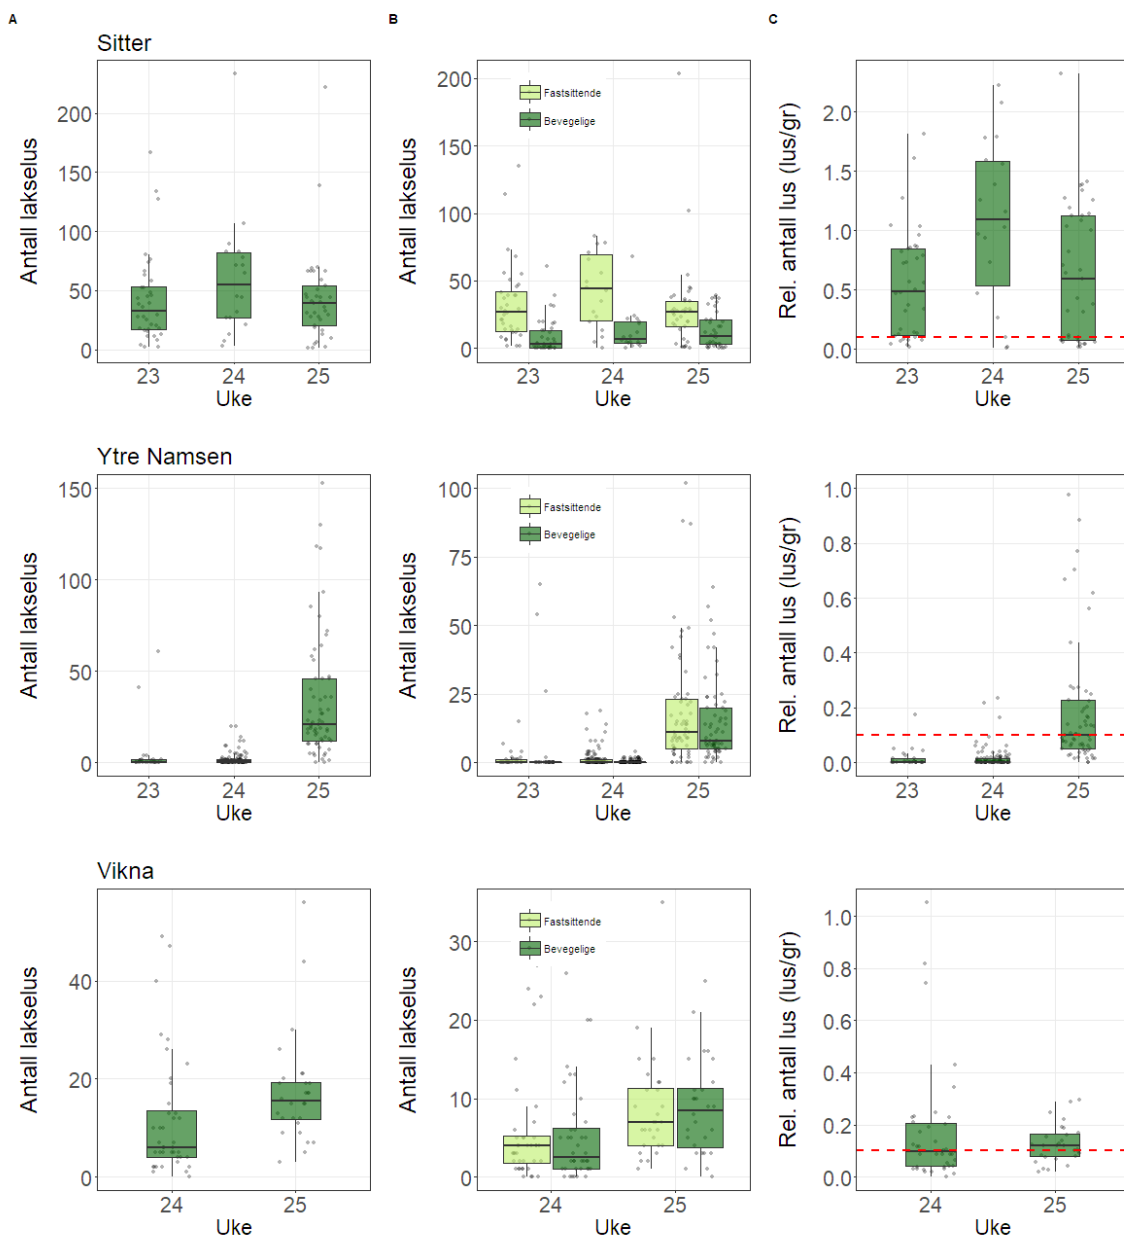 A
B
C
Sitter
Antall lakselus
200
150
100
50
0
23
24
25
Uke
Antall lakselus
200
150
100
50
0
Fastsittende
Bevegelige
23
24
25
Uke
Rel. antall lus (lus/gr)
2.0
1.5
1.0
0.5
0.0
23
24
25
Uke
Ytre Namsen
Antall lakselus
150
100
50
0
23
24
25
Uke
Antall lakselus
100
75
50
25
0
Fastsittende
Bevegelige
23
24
25
Uke
Rel. antall lus (lus/gr)
1.0
0.8
0.6
0.4
0.2
0.0
23
24
25
Uke
Vikna
Antall lakselus
40
20
0
24
25
Uke
Antall lakselus
30
20
10
0
Fastsittende
Bevegelige
24
25
Uke
Rel. antall lus (lus/gr)
1.0
0.8
0.6
0.4
0.2
0.0
24
25
Uke